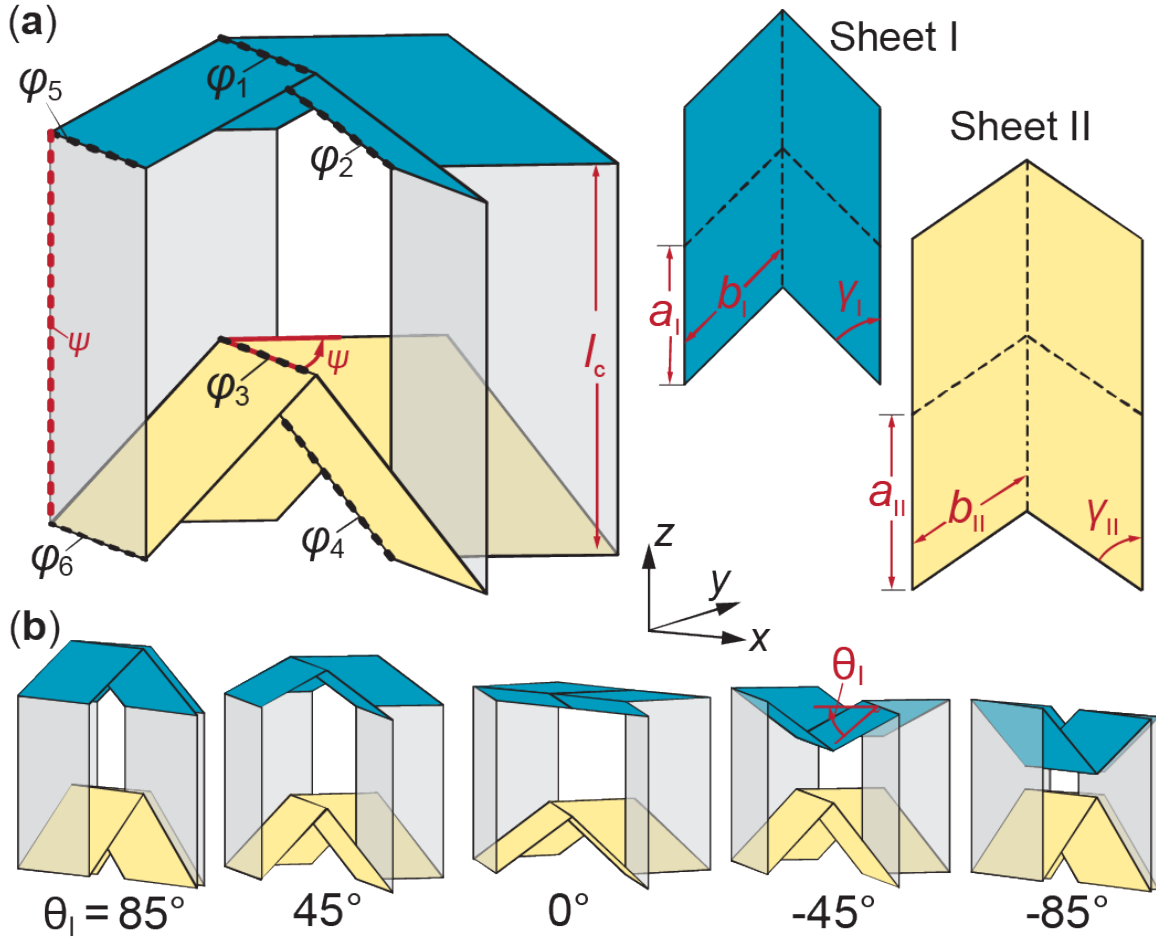 (a)
Sheet I
Sheet II
φ₁
φ₅
φ₂
ψ
ψ
φ₃
l_c
φ₆
φ₄
a_I
b_I
γ_I
a_II
b_II
γ_II
z
y
x
(b)
θ_I
θ_I = 85°
45°
0°
-45°
-85°